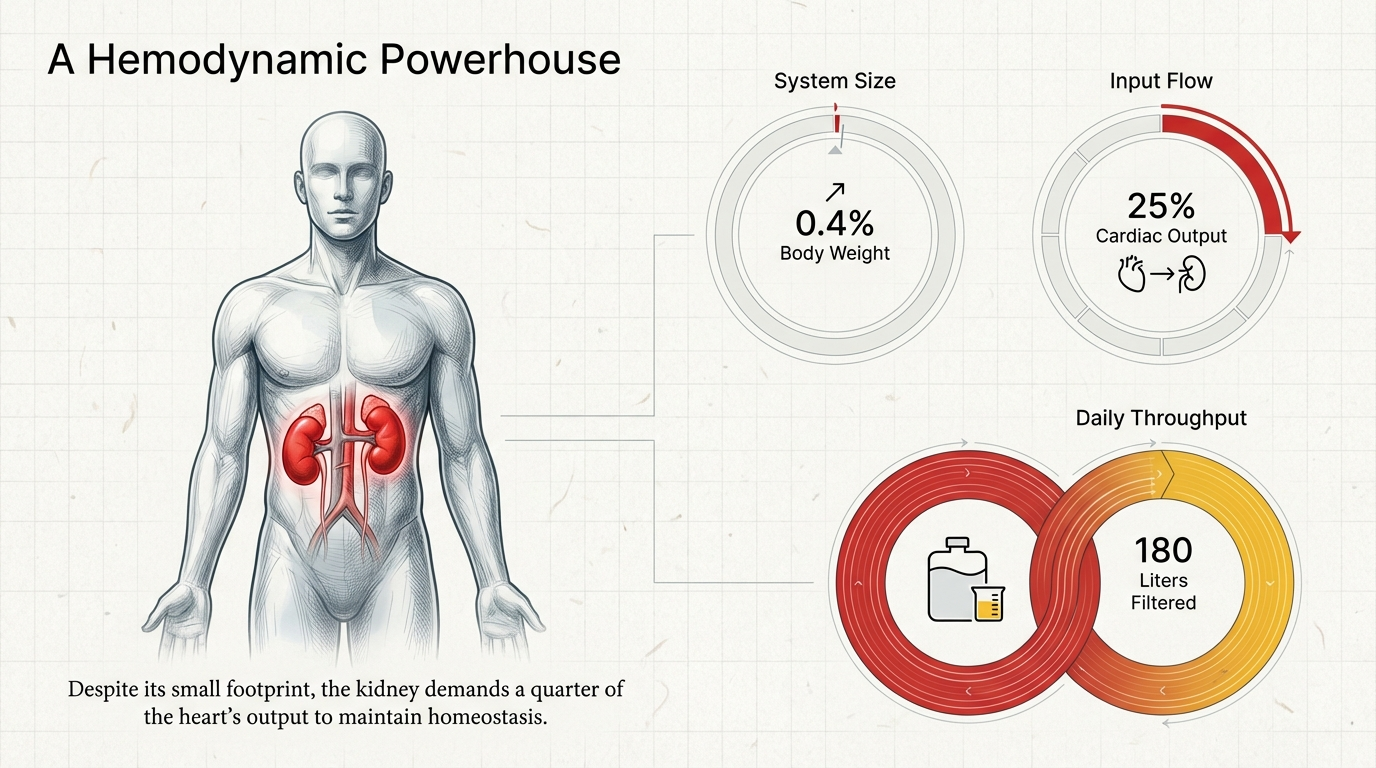 A Hemodynamic Powerhouse
System Size
0.4%
Body Weight
Input Flow
25%
Cardiac Output
Daily Throughput
180
Liters
Filtered
Despite its small footprint, the kidney demands a quarter of
the heart’s output to maintain homeostasis.